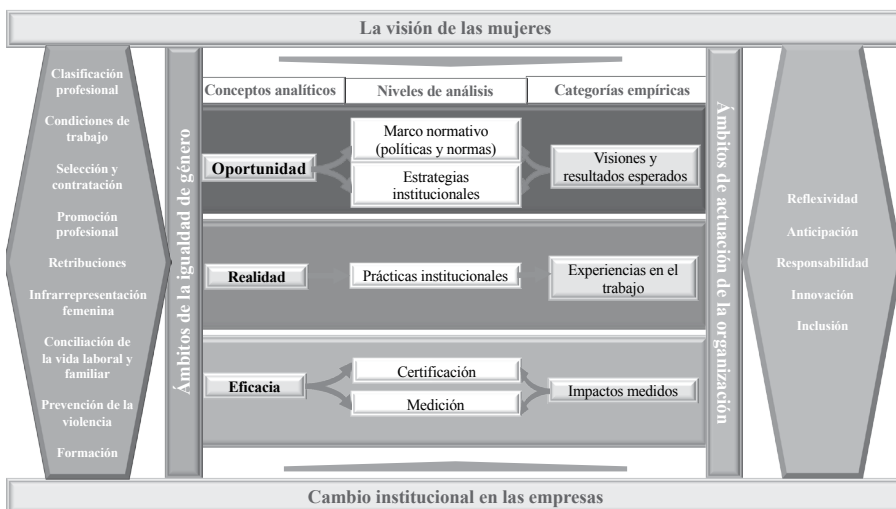 La visión de las mujeres
Clasificación
profesional
Condiciones de
trabajo
Selección y
contratación
Promoción
profesional
Retribuciones
Infrarrepresentación
femenina
Conciliación de
la vida laboral y
familiar
Prevención de la
violencia
Formación
Ámbitos de la igualdad de género
Conceptos analíticos
Niveles de análisis
Categorías empíricas
Oportunidad
Marco normativo
(políticas y normas)
Estrategias
institucionales
Visiones y
resultados esperados
Realidad
Prácticas institucionales
Experiencias en el
trabajo
Eficacia
Certificación
Medición
Impactos medidos
Ámbitos de actuación de la organización
Reflexividad
Anticipación
Responsabilidad
Innovación
Inclusión
Cambio institucional en las empresas